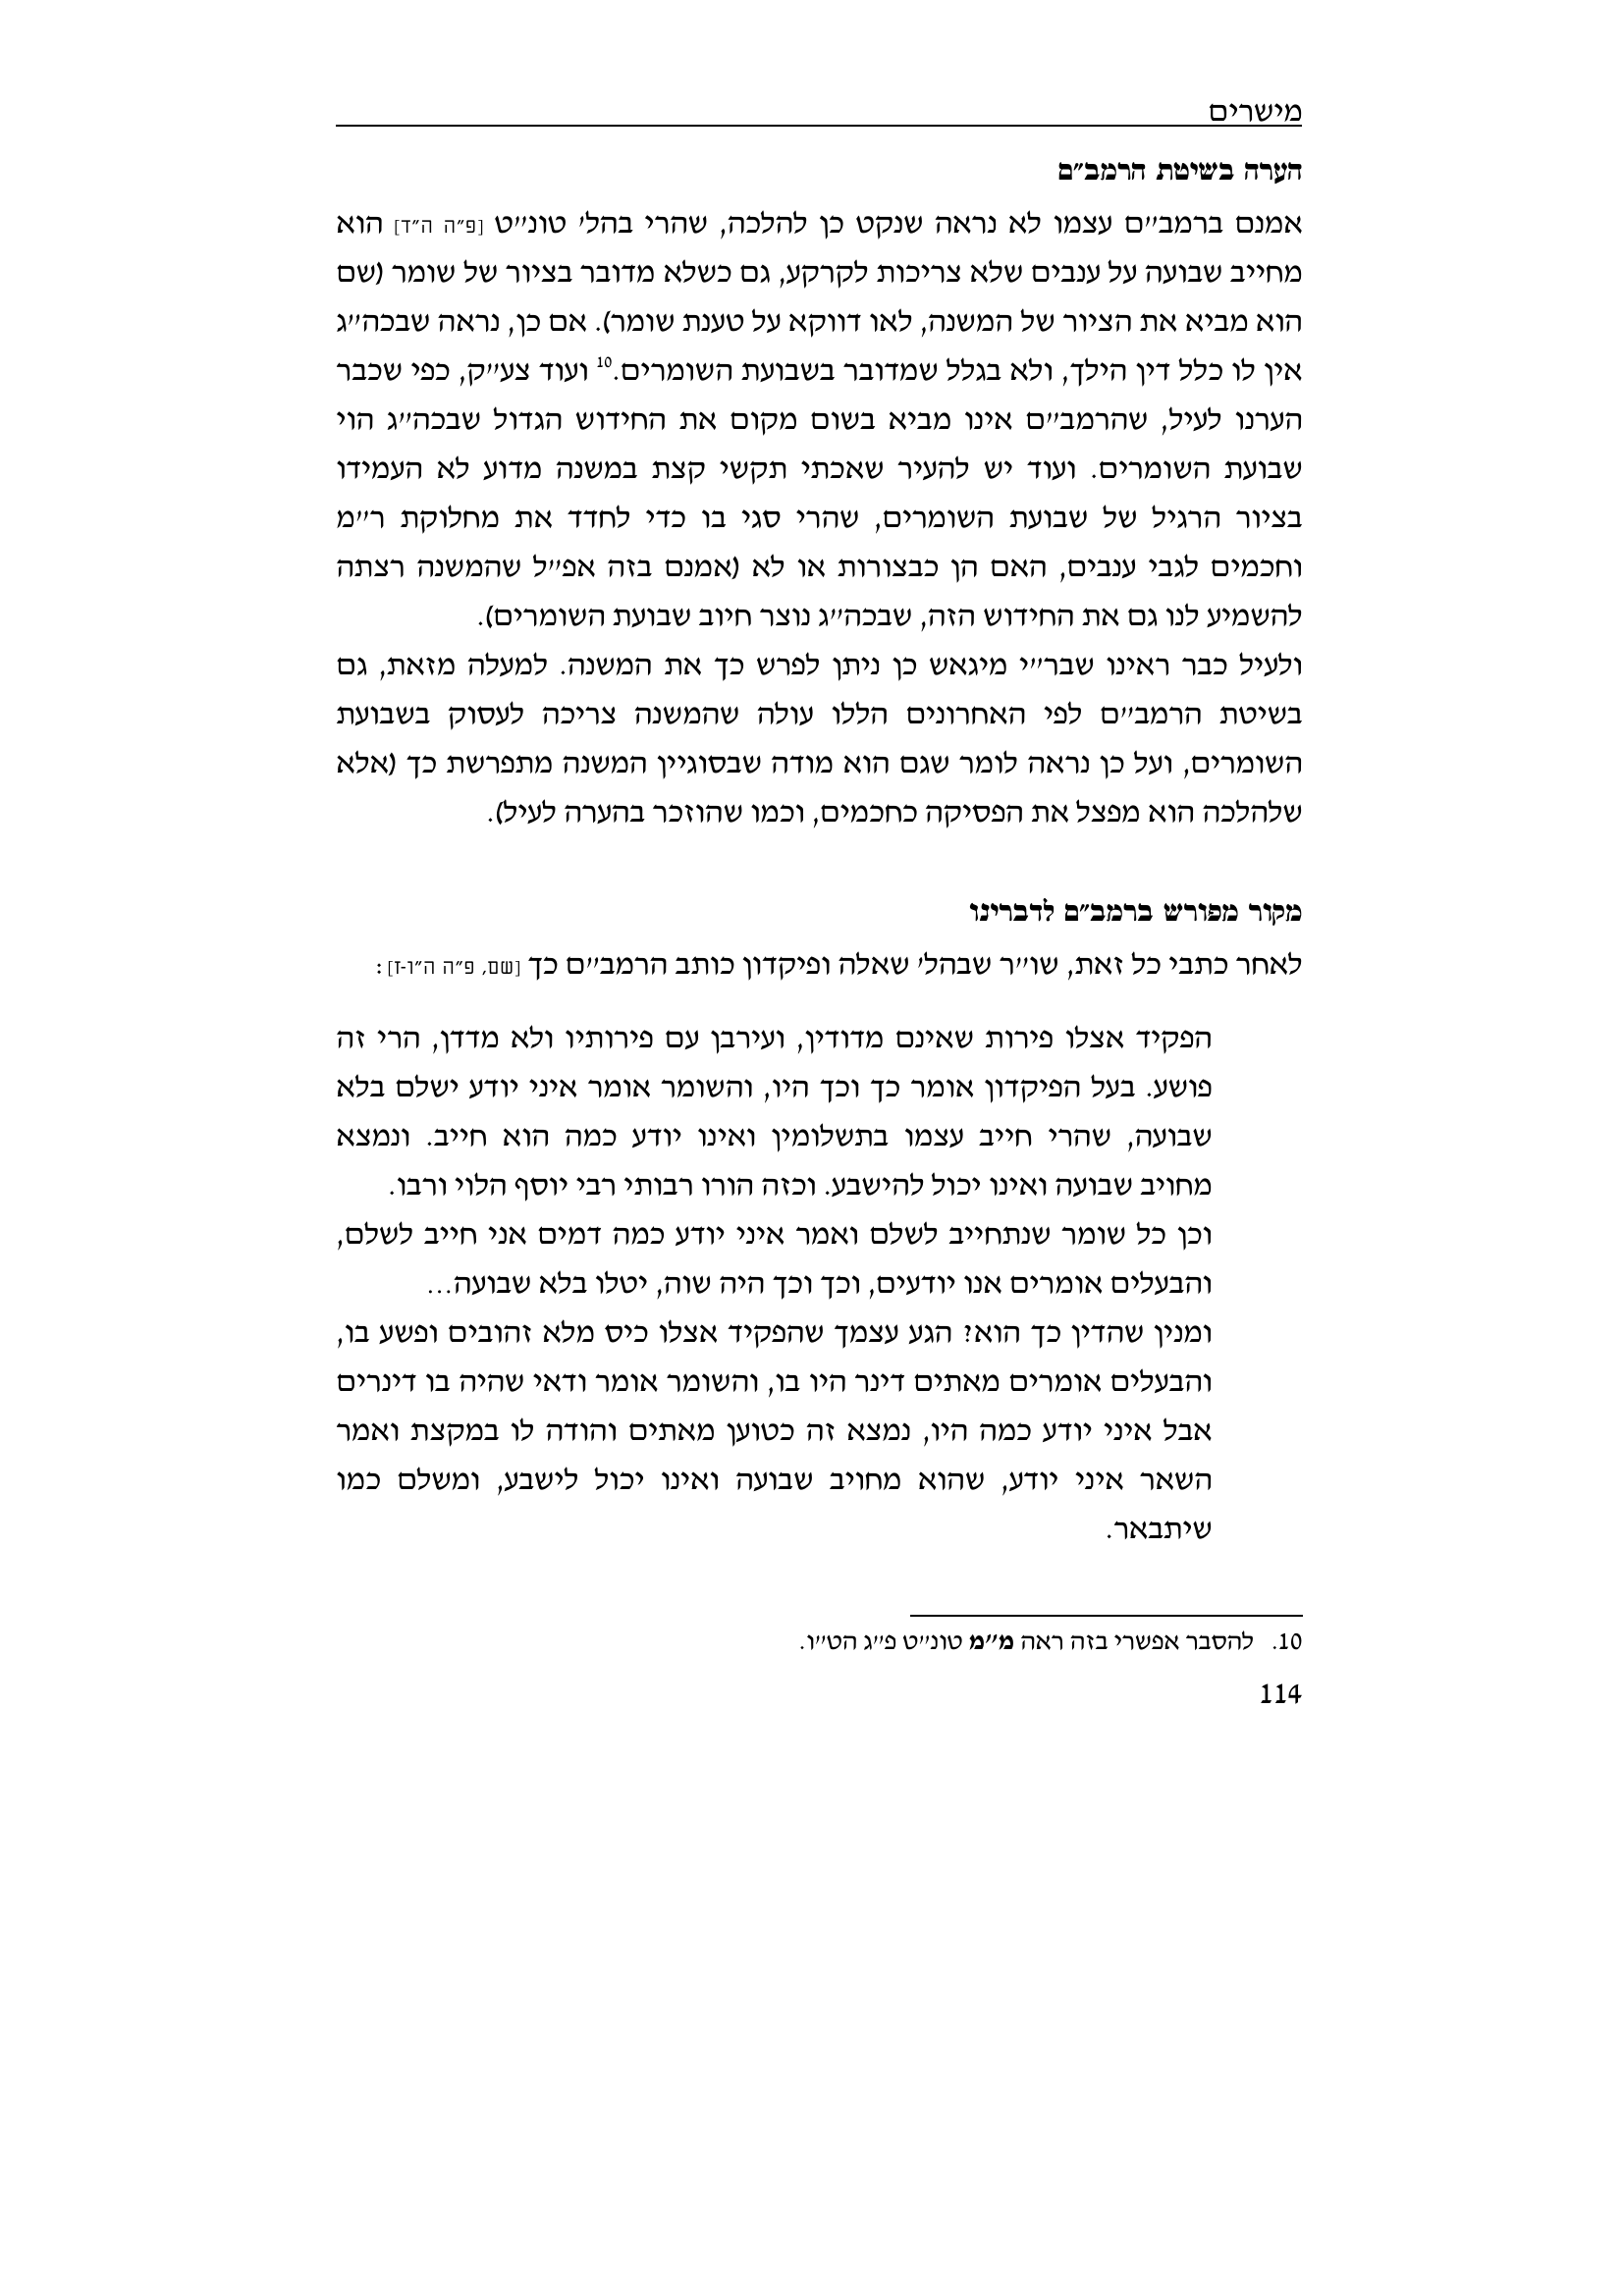 מישרים
הערה בשיטת הרמב״ם
אמנם ברמב״ם עצמו לא נראה שנקט כן להלכה, שהרי בהל׳ טונ״ט [פ״ה ה״ד] הוא
מחייב שבועה על ענבים שלא צריכות לקרקע, גם כשלא מדובר בציור של שומר (שם
הוא מביא את הציור של המשנה, לאו דווקא על טענת שומר). אם כן, נראה שבכה״ג
אין לו כלל דין הילך, ולא בגלל שמדובר בשבועת השומרים.10 ועוד צע״ק, כפי שכבר
הערנו לעיל, שהרמב״ם אינו מביא בשום מקום את החידוש הגדול שבכה״ג הוי
שבועת השומרים. ועוד יש להעיר שאכתי תקשי קצת במשנה מדוע לא העמידו
בציור הרגיל של שבועת השומרים, שהרי סגי בו כדי לחדד את מחלוקת ר״מ
וחכמים לגבי ענבים, האם הן כבצורות או לא (אמנם בזה אפ״ל שהמשנה רצתה
להשמיע לנו גם את החידוש הזה, שבכה״ג נוצר חיוב שבועת השומרים).
ולעיל כבר ראינו שבר״י מיגאש כן ניתן לפרש כך את המשנה. למעלה מזאת, גם
בשיטת הרמב״ם לפי האחרונים הללו עולה שהמשנה צריכה לעסוק בשבועת
השומרים, ועל כן נראה לומר שגם הוא מודה שבסוגיין המשנה מתפרשת כך (אלא
שלהלכה הוא מפצל את הפסיקה כחכמים, וכמו שהוזכר בהערה לעיל).
מקור מפורש ברמב״ם לדברינו
לאחר כתבי כל זאת, שו״ר שבהל׳ שאלה ופיקדון כותב הרמב״ם כך [שם, פ״ה ה״ו-ז]:
הפקיד אצלו פירות שאינם מדודין, ועירבן עם פירותיו ולא מדדן, הרי זה
פושע. בעל הפיקדון אומר כך וכך היו, והשומר אומר איני יודע ישלם בלא
שבועה, שהרי חייב עצמו בתשלומין ואינו יודע כמה הוא חייב. ונמצא
מחויב שבועה ואינו יכול להישבע. וכזה הורו רבותי רבי יוסף הלוי ורבו.
וכן כל שומר שנתחייב לשלם ואמר איני יודע כמה דמים אני חייב לשלם,
והבעלים אומרים אנו יודעים, וכך וכך היה שוה, יטלו בלא שבועה...
ומנין שהדין כך הוא? הגע עצמך שהפקיד אצלו כיס מלא זהובים ופשע בו,
והבעלים אומרים מאתים דינר היו בו, והשומר אומר ודאי שהיה בו דינרים
אבל איני יודע כמה היו, נמצא זה כטוען מאתים והודה לו במקצת ואמר
השאר איני יודע, שהוא מחויב שבועה ואינו יכול לישבע, ומשלם כמו
שיתבאר.
10. להסבר אפשרי בזה ראה מ״מ טונ״ט פ״ג הט״ו.
114